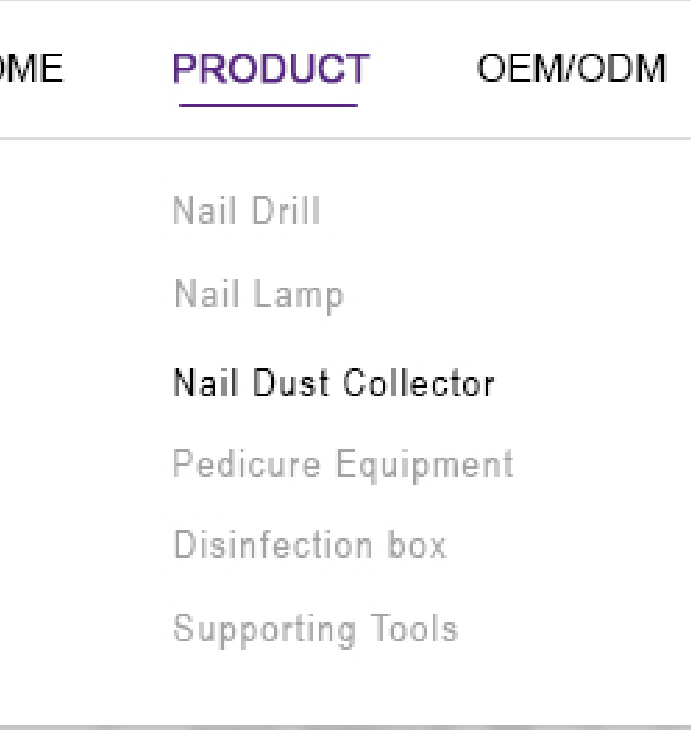 OME PRODUCT OEM/ODM
Nail Drill
Nail Lamp
Nail Dust Collector
Pedicure Equipment
Disinfection box
Supporting Tools